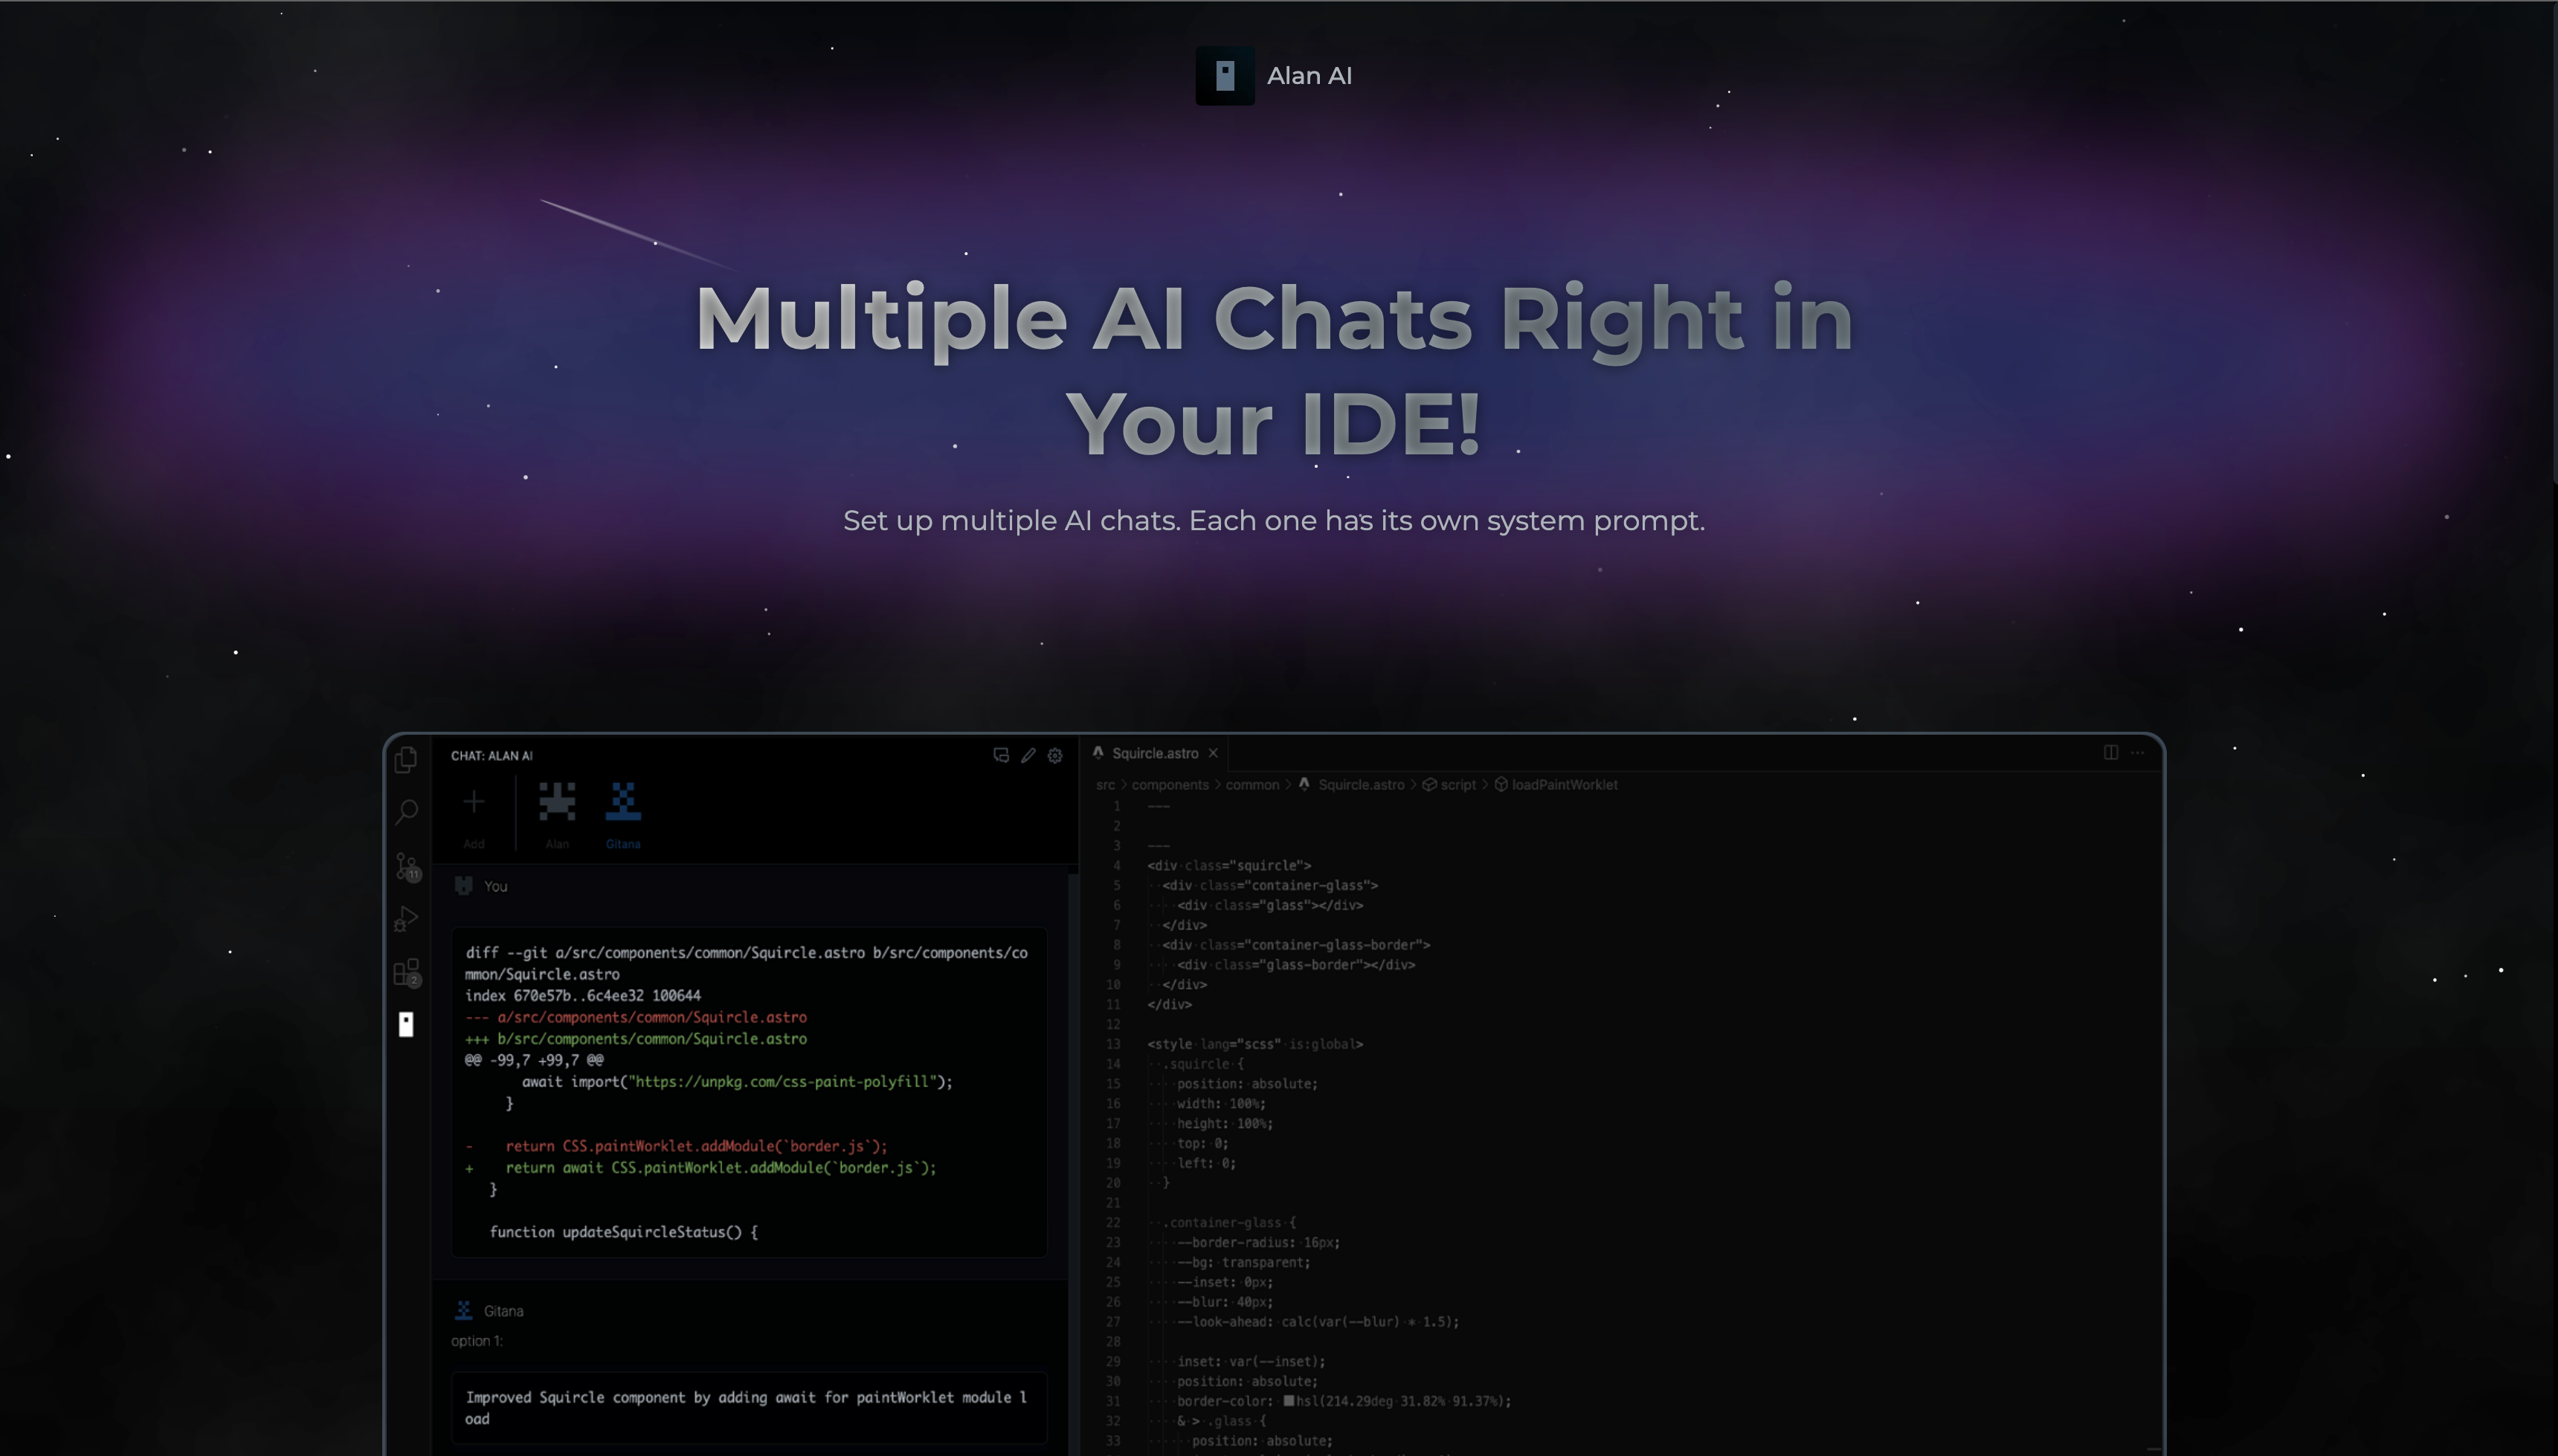 Alan AI
Multiple AI Chats Right in
Your IDE!
Set up multiple AI chats. Each one has its own system prompt.
CHAT: ALAN AI
Add
Alan
Gitana
11
2
You
diff --git a/src/components/common/Squircle.astro b/src/components/co
mmon/Squircle.astro
index 670e57b..6c4ee32 100644
--- a/src/components/common/Squircle.astro
+++ b/src/components/common/Squircle.astro
@@ -99,7 +99,7 @@
await import("https://unpkg.com/css-paint-polyfill");
}
- return CSS.paintWorklet.addModule(`border.js`);
+ return await CSS.paintWorklet.addModule(`border.js`);
}
function updateSquircleStatus() {
Gitana
option 1:
Improved Squircle component by adding await for paintWorklet module l
oad
Squircle.astro
src > components > common > Squircle.astro > script > loadPaintWorklet
1 ---
2
3 ---
4 <div class="squircle">
5 <div class="container-glass">
6 <div class="glass"></div>
7 </div>
8 <div class="container-glass-border">
9 <div class="glass-border"></div>
10 </div>
11 </div>
12
13 <style lang="scss" is:global>
14 .squircle {
15 position: absolute;
16 width: 100%;
17 height: 100%;
18 top: 0;
19 left: 0;
20 }
21
22 .container-glass {
23 --border-radius: 16px;
24 --bg: transparent;
25 --inset: 0px;
26 --blur: 40px;
27 --look-ahead: calc(var(--blur) * 1.5);
28
29 inset: var(--inset);
30 position: absolute;
31 border-color: hsl(214.29deg 31.82% 91.37%);
32 & > .glass {
33 position: absolute;